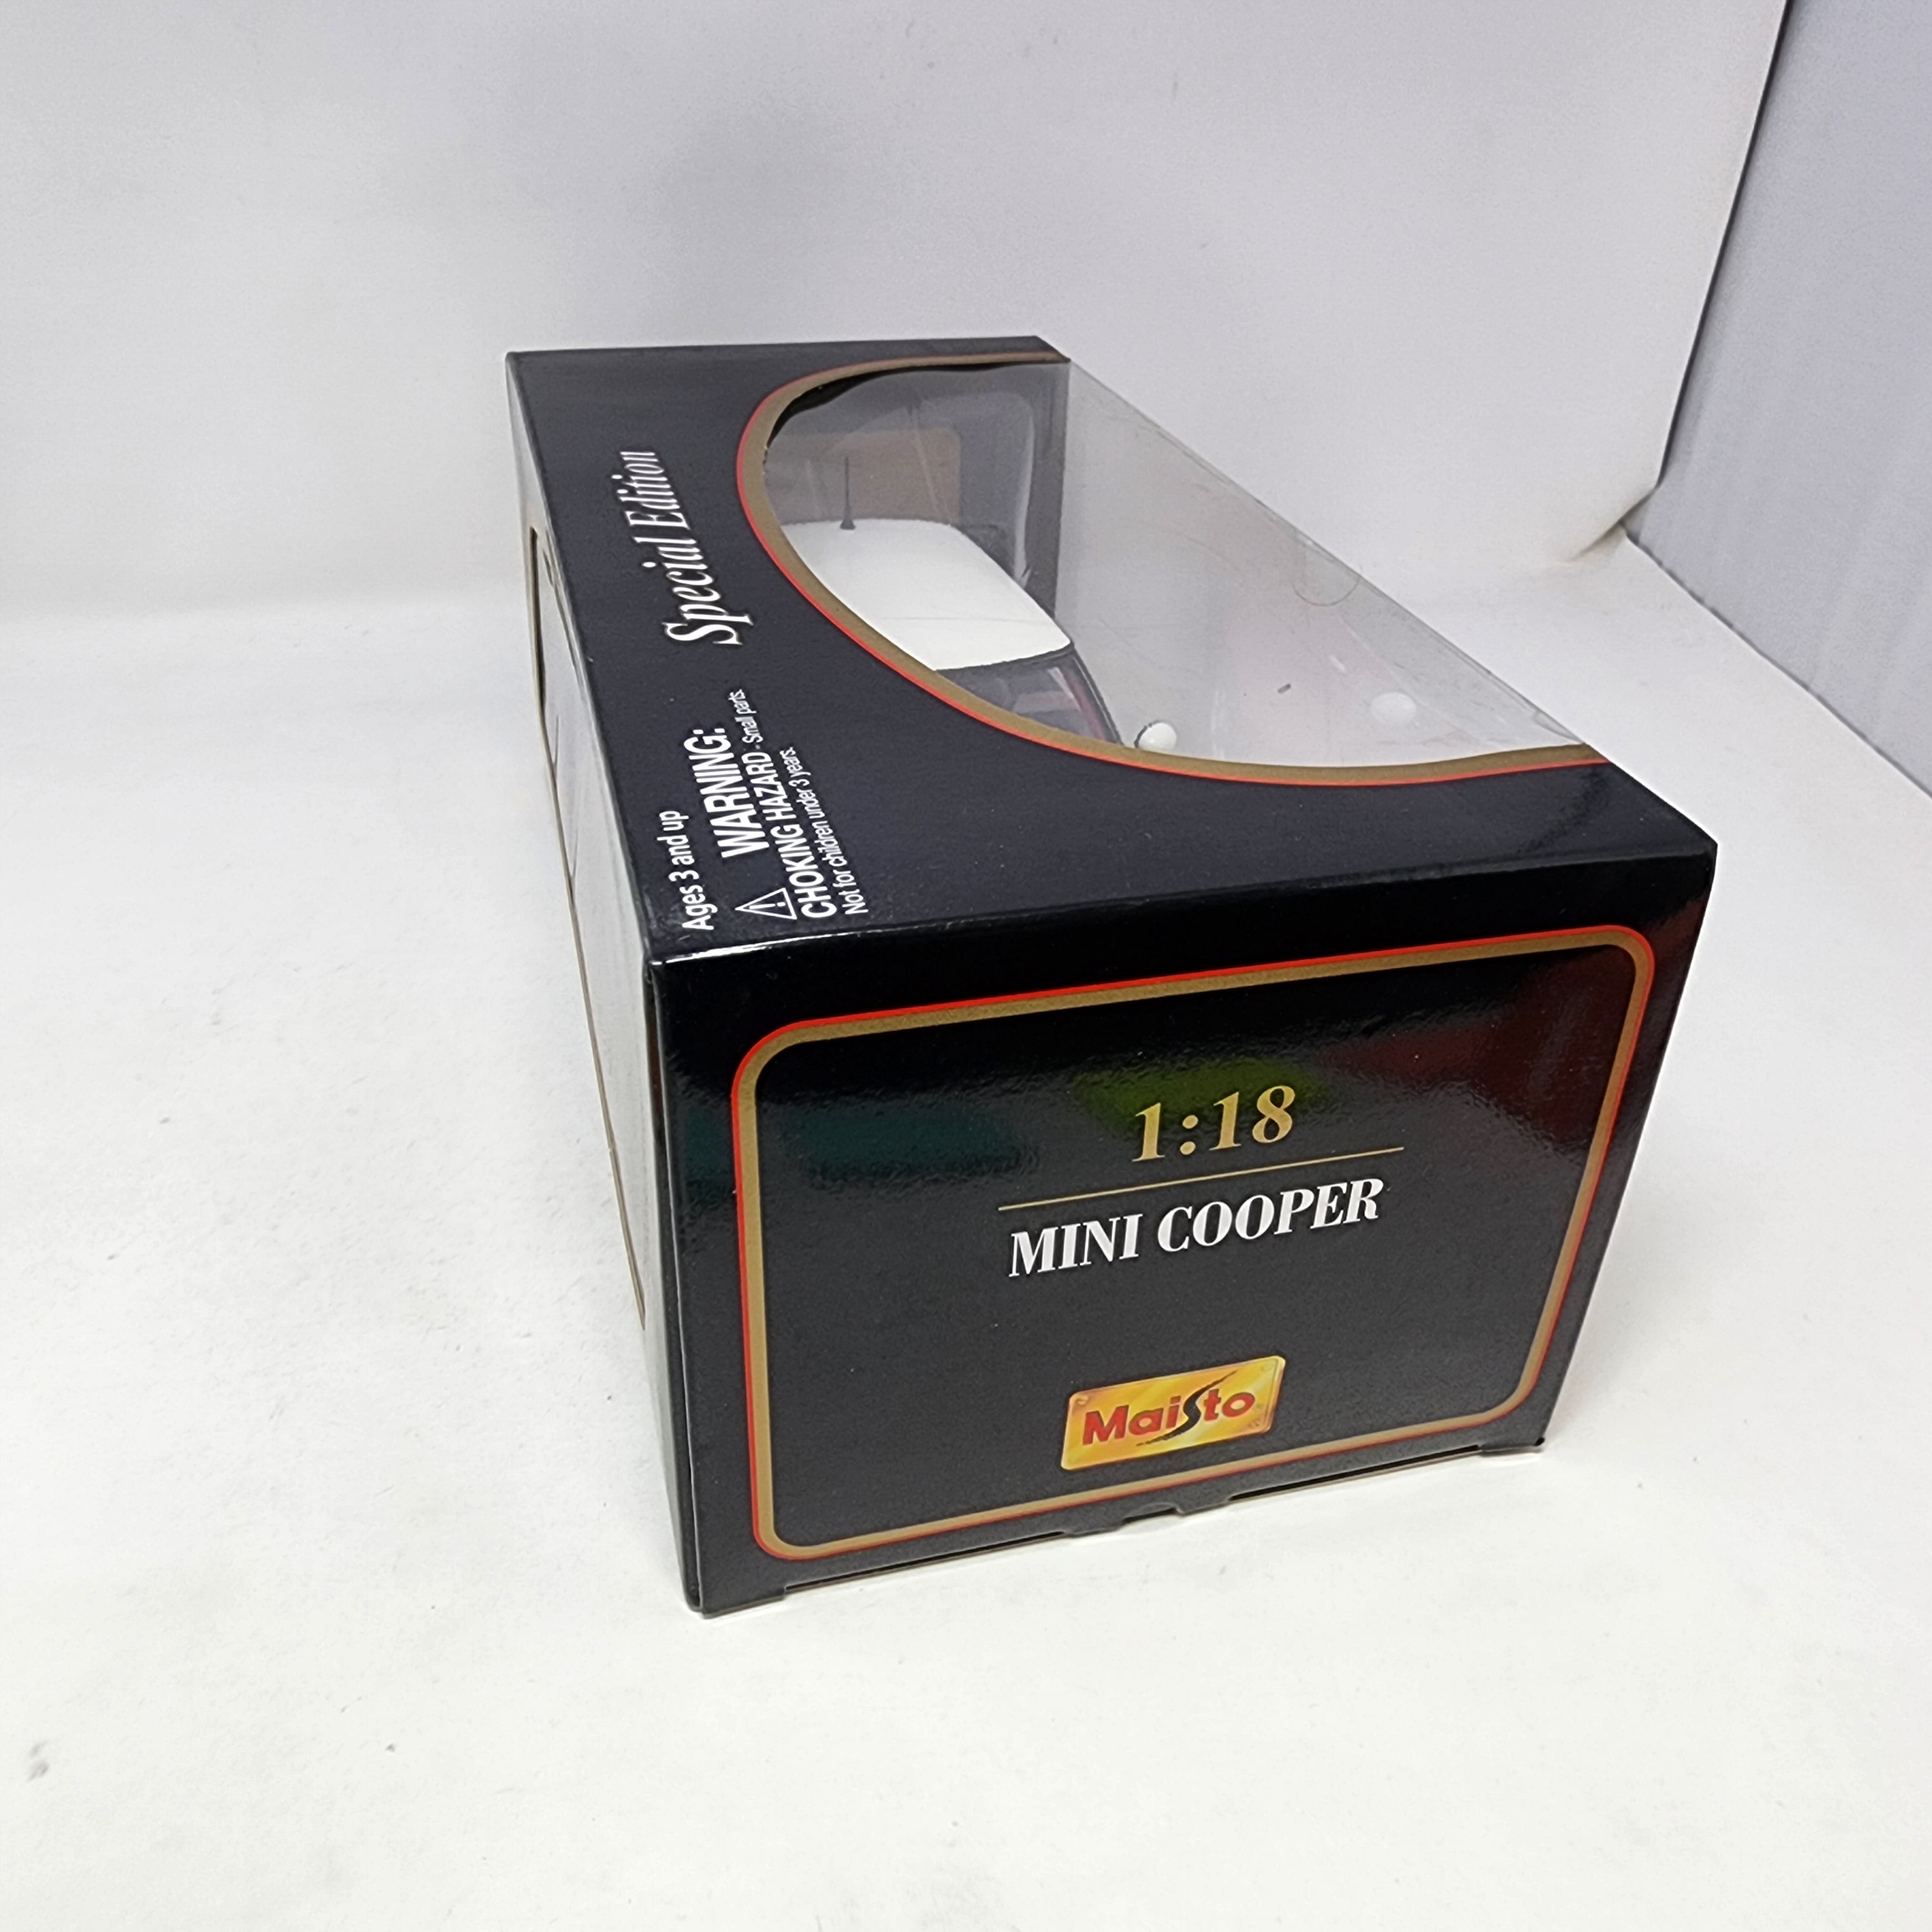 Special Edition
Ages 3 and up
WARNING:
CHOKING HAZARD - Small parts.
Not for children under 3 years.
1:18
MINI COOPER
Maisto